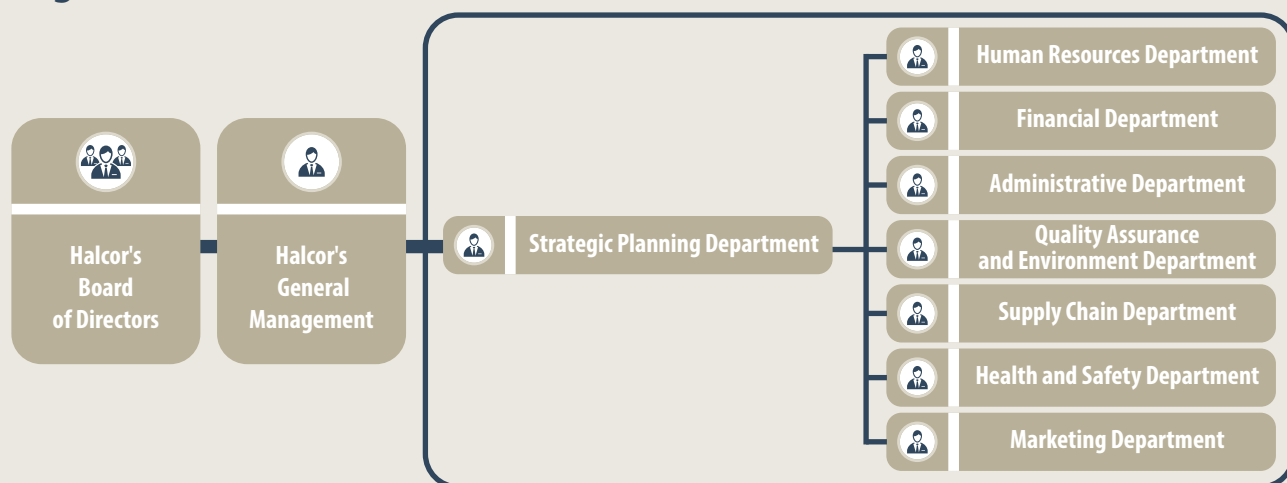 Halcor's
Board
of Directors
Halcor's
General
Management
Strategic Planning Department
Human Resources Department
Financial Department
Administrative Department
Quality Assurance
and Environment Department
Supply Chain Department
Health and Safety Department
Marketing Department